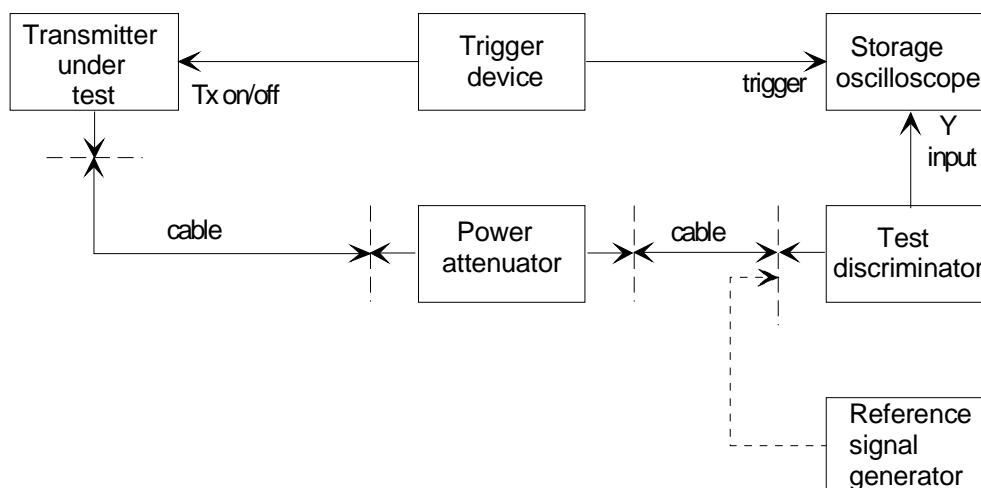 Transmitter
under
test
Trigger
device
Storage
oscilloscope
Tx on/off
trigger
Y
input
cable
Power
attenuator
cable
Test
discriminator
Reference
signal
generator